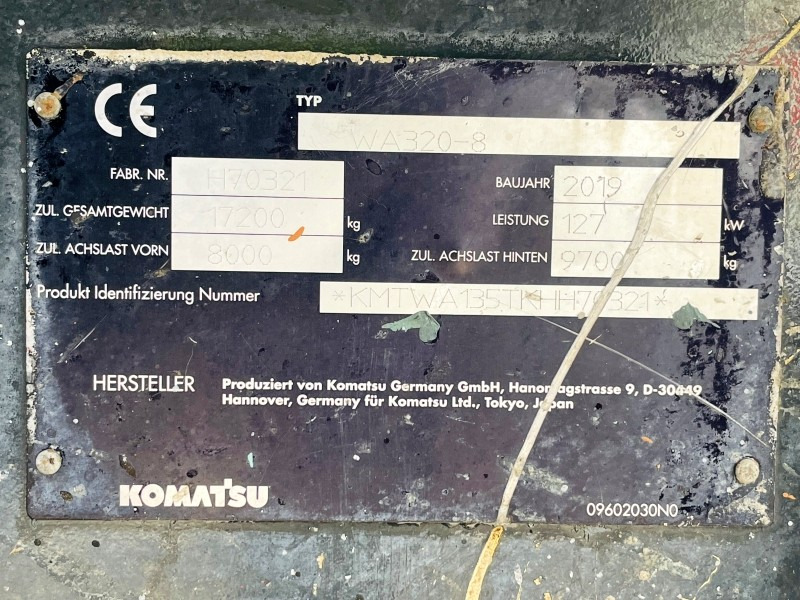 CE
TYP
WA320-8
FABR. NR. H70321 BAUJAHR 2019
ZUL. GESAMTGEWICHT 17200 kg LEISTUNG 127 kW
ZUL. ACHSLAST VORN 8000 kg ZUL. ACHSLAST HINTEN 9700 kg
Produkt Identifizierung Nummer *KMTWA135TKHH70321*
HERSTELLER Produziert von Komatsu Germany GmbH, Hanomagstrasse 9, D-30449
Hannover, Germany für Komatsu Ltd., Tokyo, Japan
KOMATSU
09602030N0